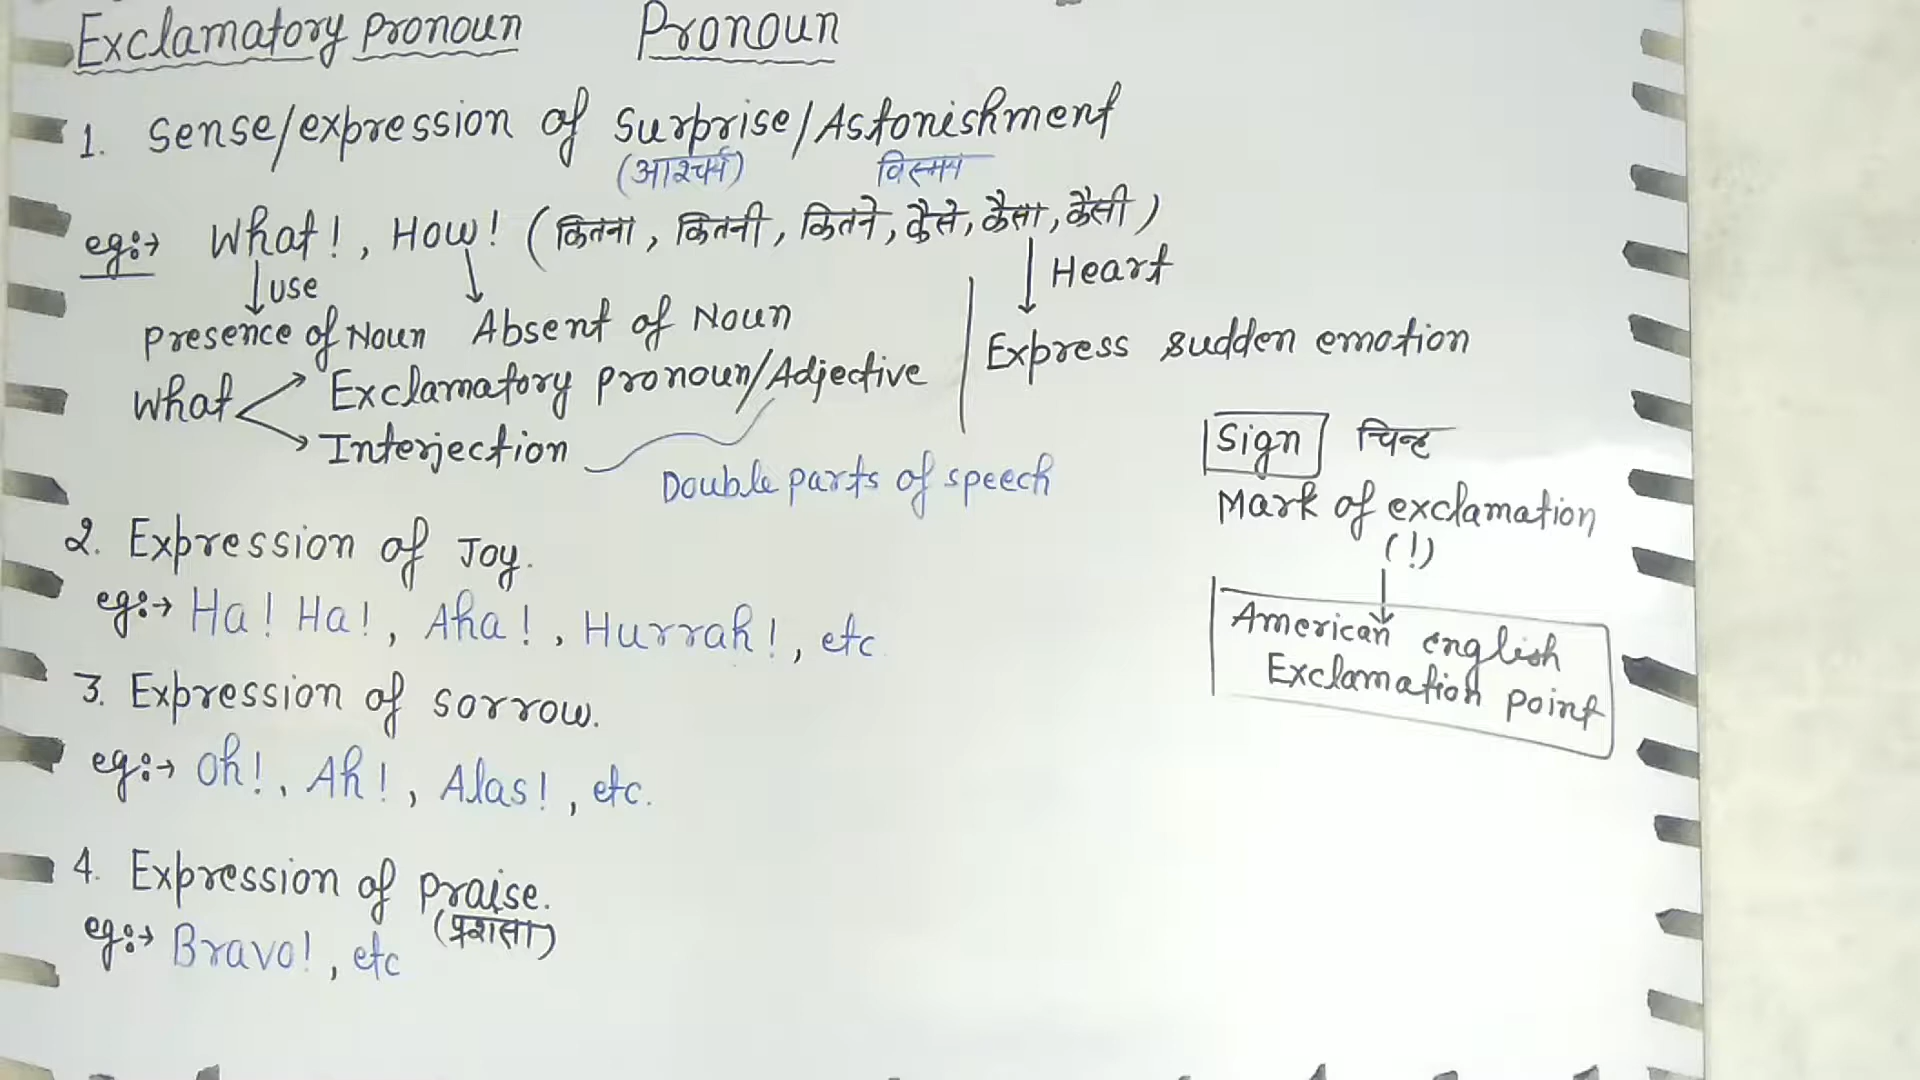 Exclamatory pronoun Pronoun
1. Sense/expression of Surprise/Astonishment
(आश्चर्य) विस्मय
eg:→ What!, How! (कितना, कितनी, कितने, कैसे, कैसा, कैसी)
use
Heart
Presence of Noun Absent of Noun
Express sudden emotion
What Exclamatory pronoun/Adjective
Interjection
Double parts of speech
Sign चिन्ह
Mark of exclamation
(!)
American english
Exclamation point
2. Expression of Joy.
eg:→ Ha! Ha!, Aha!, Hurrah!, etc
3. Expression of sorrow.
eg:→ Oh!, Ah!, Alas!, etc.
4. Expression of praise.
(प्रशंसा)
eg:→ Bravo!, etc